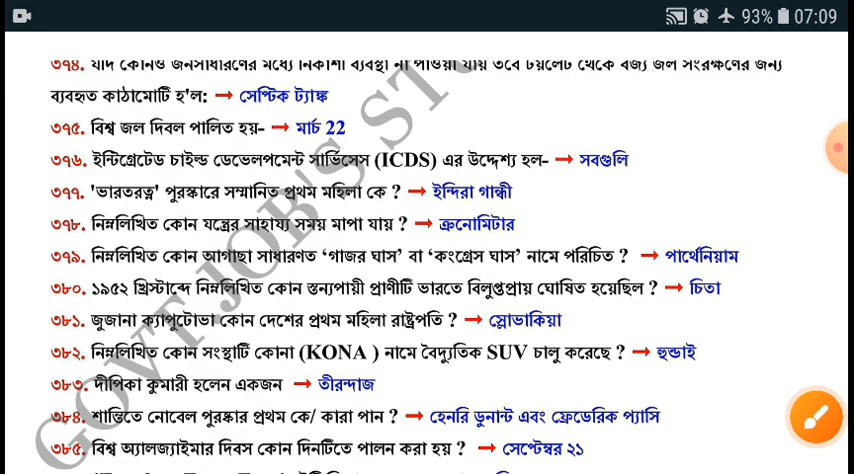 93% 07:09
৩৭৪. যদি কোনও জনসাধারণের মধ্যে নিকাশী ব্যবস্থা না পাওয়া যায় তবে টয়লেট থেকে বর্জ্য জল সংরক্ষণের জন্য
ব্যবহৃত কাঠামোটি হ'ল: → সেপ্টিক ট্যাঙ্ক
৩৭৫. বিশ্ব জল দিবল পালিত হয়- → মার্চ 22
৩৭৬. ইন্টিগ্রেটেড চাইল্ড ডেভেলপমেন্ট সার্ভিসেস (ICDS) এর উদ্দেশ্য হল- → সবগুলি
৩৭৭. 'ভারতরত্ন' পুরস্কারে সম্মানিত প্রথম মহিলা কে ? → ইন্দিরা গান্ধী
৩৭৮. নিম্নলিখিত কোন যন্ত্রের সাহায্য সময় মাপা যায় ? → ক্রনোমিটার
৩৭৯. নিম্নলিখিত কোন আগাছা সাধারণত ‘গাজর ঘাস’ বা ‘কংগ্রেস ঘাস’ নামে পরিচিত ? → পার্থেনিয়াম
৩৮০. ১৯৫২ খ্রিস্টাব্দে নিম্নলিখিত কোন স্তন্যপায়ী প্রাণীটি ভারতে বিলুপ্তপ্রায় ঘোষিত হয়েছিল ? → চিতা
৩৮১. জুজানা ক্যাপুটোভা কোন দেশের প্রথম মহিলা রাষ্ট্রপতি ? → স্লোভাকিয়া
৩৮২. নিম্নলিখিত কোন সংস্থাটি কোনা (KONA ) নামে বৈদ্যুতিক SUV চালু করেছে ? → হুন্ডাই
৩৮৩. দীপিকা কুমারী হলেন একজন → তীরন্দাজ
৩৮৪. শান্তিতে নোবেল পুরস্কার প্রথম কে/ কারা পান ? → হেনরি ডুনান্ট এবং ফ্রেডেরিক প্যাসি
৩৮৫. বিশ্ব অ্যালজ্যাইমার দিবস কোন দিনটিতে পালন করা হয় ? → সেপ্টেম্বর ২১
GOVT.JOB'S